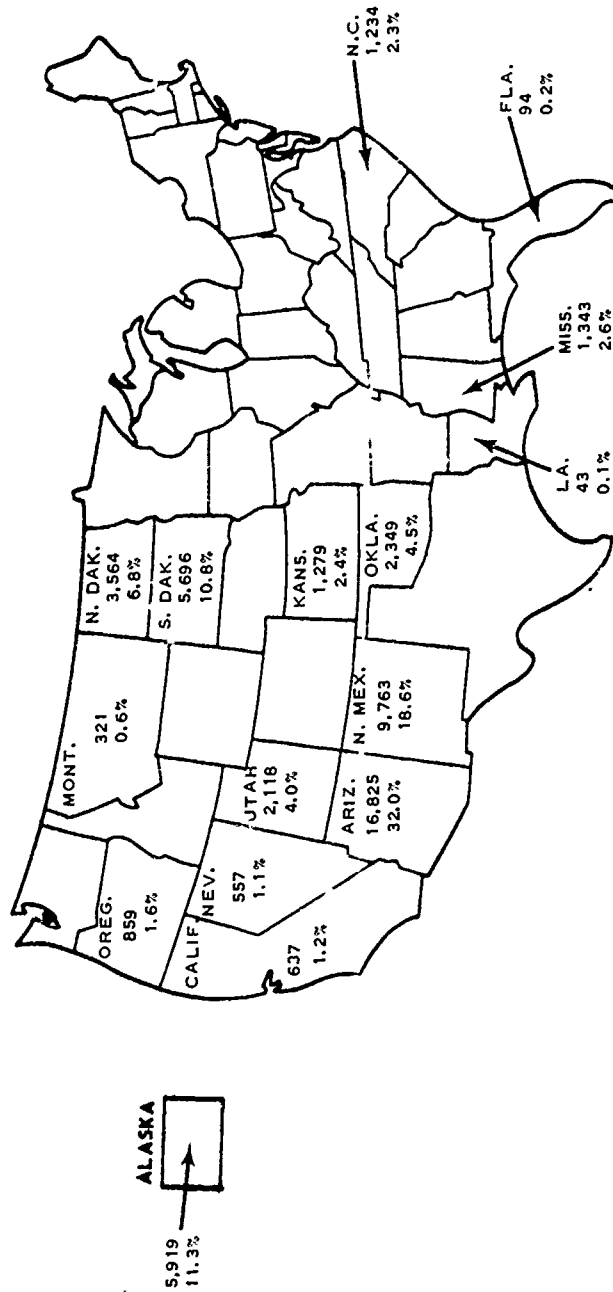 ALASKA
5,919
11.3%
OREG.
859
1.6%
CALIF.
637
1.2%
NEV.
557
1.1%
MONT.
321
0.6%
UTAH
2,118
4.0%
ARIZ.
16,825
32.0%
N. MEX.
9,763
18.6%
N. DAK.
3,564
6.8%
S. DAK.
5.696
10.8%
KANS.
1,279
2.4%
OKLA.
2,349
4.5%
LA.
43
0.1%
MISS.
1,343
2.6%
FLA.
94
0.2%
N.C.
1,234
2.3%